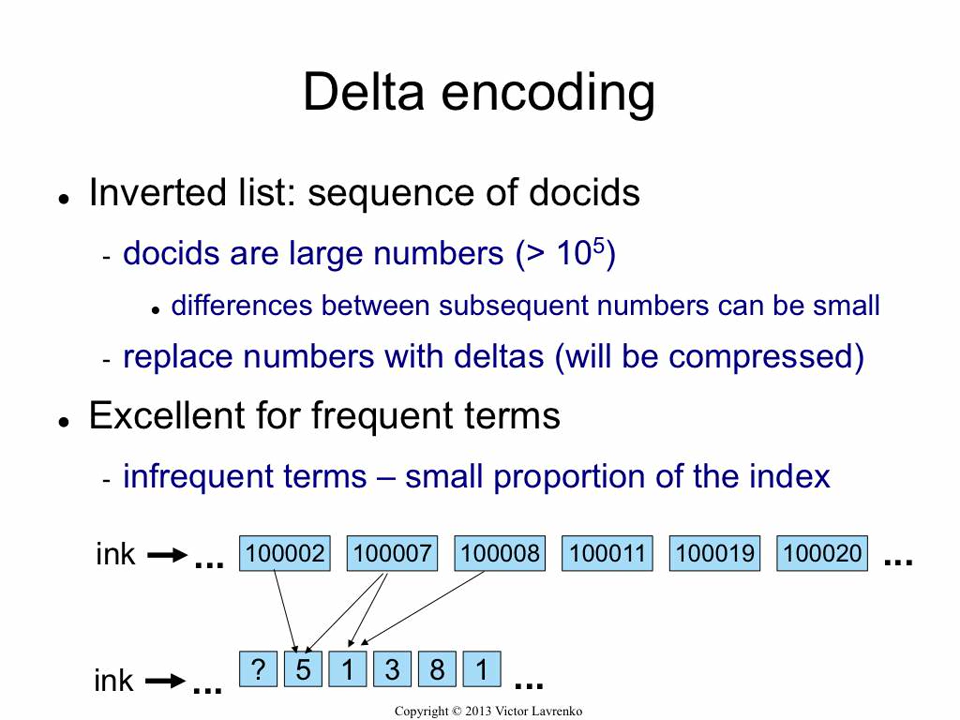 Delta encoding
● Inverted list: sequence of docids
- docids are large numbers (> 10⁵)
● differences between subsequent numbers can be small
- replace numbers with deltas (will be compressed)
● Excellent for frequent terms
- infrequent terms – small proportion of the index
ink ... 100002 100007 100008 100011 100019 100020 ...
ink ... ? 5 1 3 8 1 ...
Copyright © 2013 Victor Lavrenko